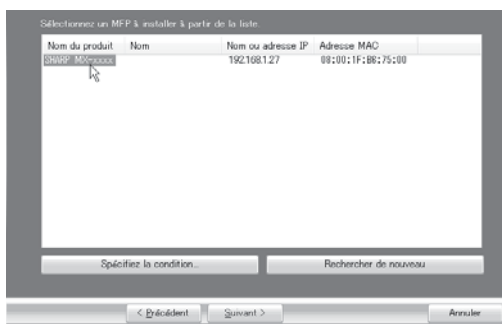 Sélectionnez un MFP à installer à partir de la liste.
Nom du produit Nom Nom ou adresse IP Adresse MAC
SHARP MX-xxxx 192.168.1.27 08:00:1F:B8:75:00
Spécifiez la condition... Rechercher de nouveau
< Précédent Suivant > Annuler